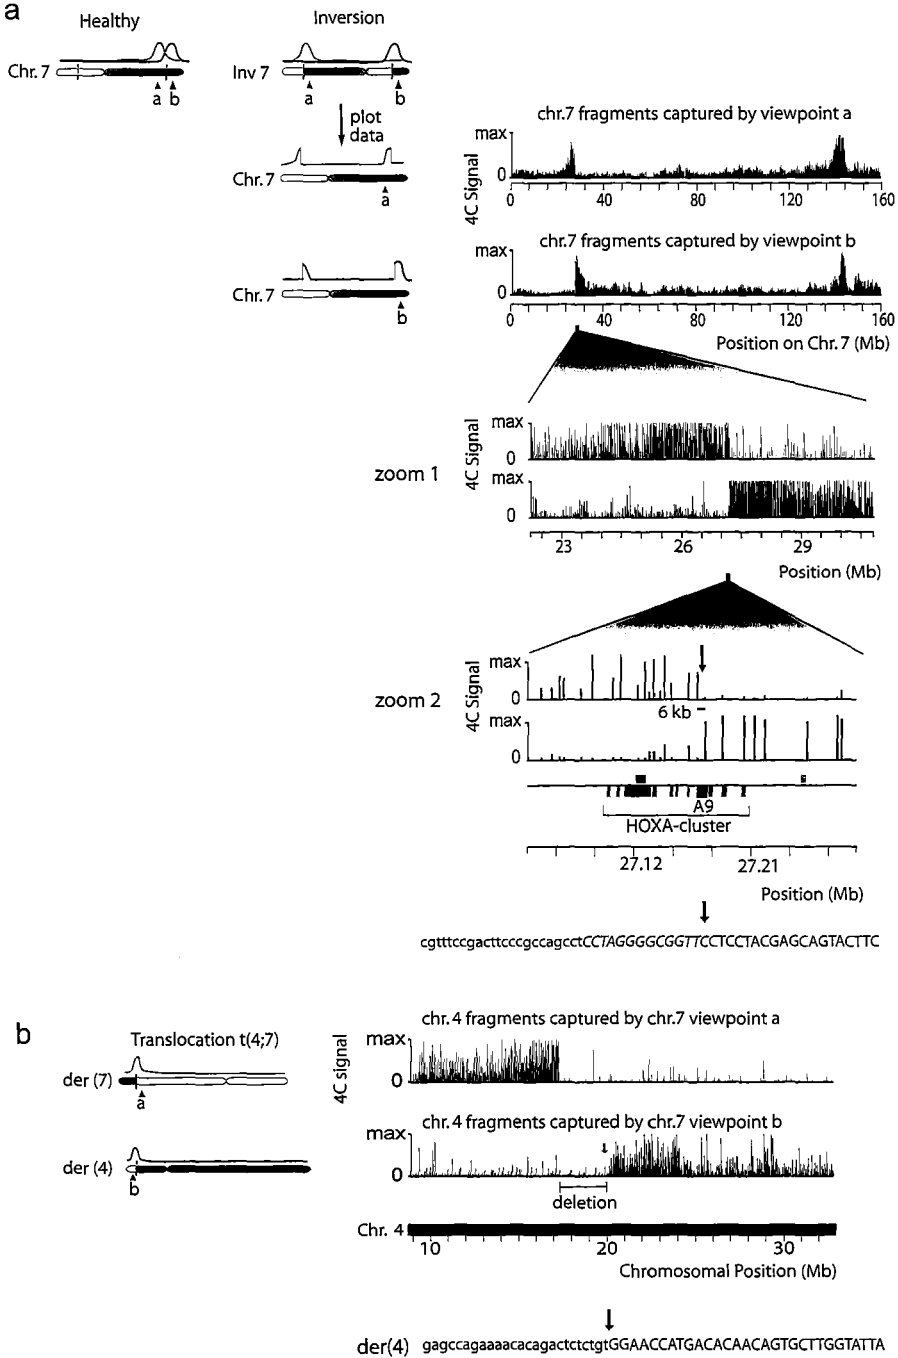 a
Healthy
Inversion
Chr. 7
a b
Inv 7
a b
plot
data
Chr. 7
a
Chr. 7
b
chr.7 fragments captured by viewpoint a
max
0
4C Signal
0 40 80 120 160
chr.7 fragments captured by viewpoint b
max
0
0 40 80 120 160
Position on Chr. 7 (Mb)
zoom 1
4C Signal
max
0
max
0
23 26 29
Position (Mb)
zoom 2
4C Signal
max
0
6 kb
max
0
A9
HOXA-cluster
27.12 27.21
Position (Mb)
cgtttccgacttcccgccagcctCCTAGGGGCGGTTCCTCCTACGAGCAGTACTTC
b
Translocation t(4;7)
der (7)
a
der (4)
b
chr. 4 fragments captured by chr.7 viewpoint a
4C signal
max
0
chr. 4 fragments captured by chr.7 viewpoint b
max
0
deletion
Chr. 4
10 20 30
Chromosomal Position (Mb)
der(4) gagccagaaaacacagactctctgtGGAACCATGACACAACAGTGCTTGGTATTA